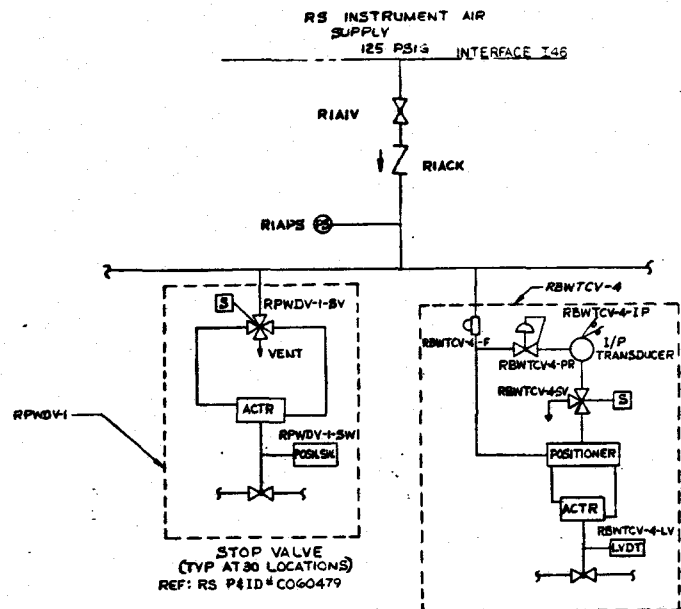 RS INSTRUMENT AIR
SUPPLY
125 PSIG
INTERFACE I46
RIAIV
RIACK
RIAPS
PS
RBWTCV-4
RPWDV-1-SV
S
VENT
ACTR
RPWDV-1-SW
POSN.SW.
RPWDV-1
STOP VALVE
(TYP AT 30 LOCATIONS)
REF: RS P&ID# C060479
RBWTCV-4-IP
RBWTCV-4-F
I/P
TRANSDUCER
RBWTCV-4-PR
RBWTCV-4-SV
S
POSITIONER
ACTR
RBWTCV-4-LV
LVDT